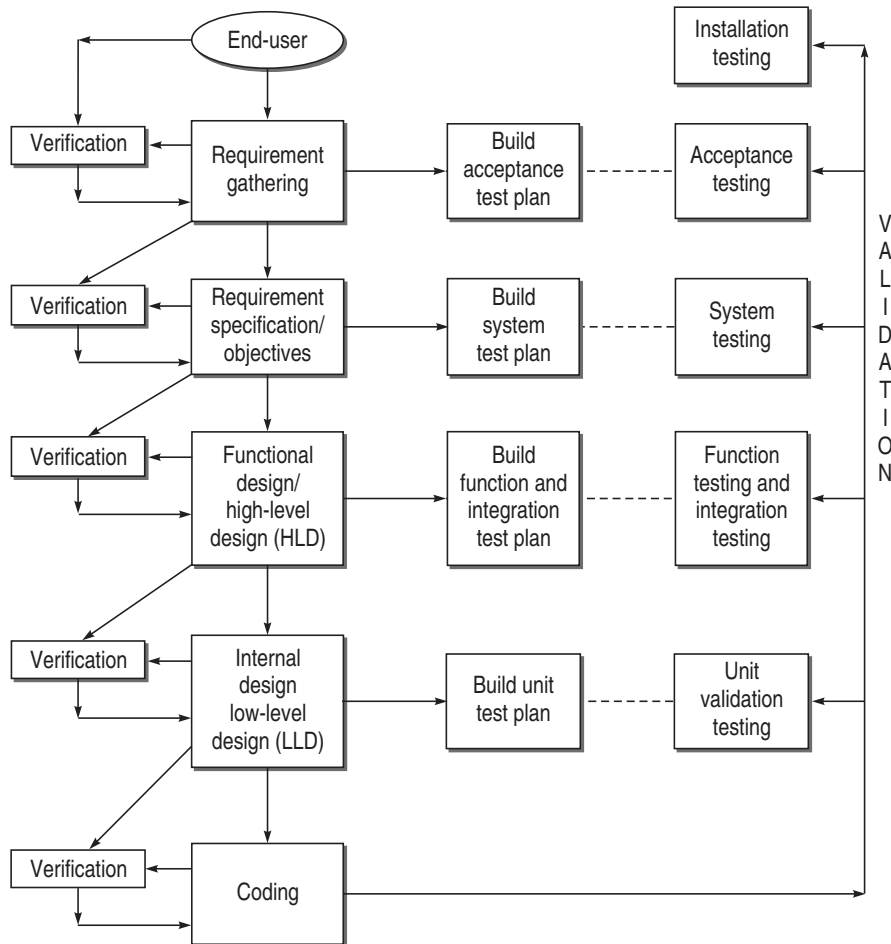 End-user
Installation
testing
Verification
Requirement
gathering
Build
acceptance
test plan
Acceptance
testing
Verification
Requirement
specification/
objectives
Build
system
test plan
System
testing
Verification
Functional
design/
high-level
design (HLD)
Build
function and
integration
test plan
Function
testing and
integration
testing
Verification
Internal
design
low-level
design (LLD)
Build unit
test plan
Unit
validation
testing
Verification
Coding
VALIDATION